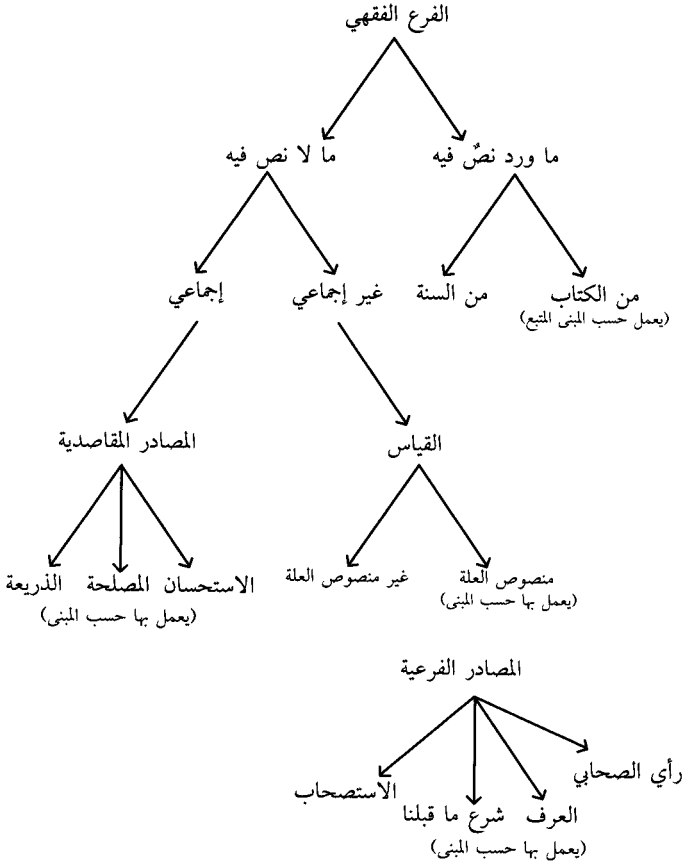 الفرع الفقهي
ما ورد نصٌ فيه
ما لا نص فيه
من الكتاب
(يعمل حسب المبنى المتبع)
من السنة
غير إجماعي
إجماعي
القياس
المصادر المقاصدية
منصوص العلة
(يعمل بها حسب المبنى)
غير منصوص العلة
الاستحسان
المصلحة
الذريعة
(يعمل بها حسب المبنى)
المصادر الفرعية
رأي الصحابي
العرف
شرع ما قبلنا
الاستصحاب
(يعمل بها حسب المبنى)